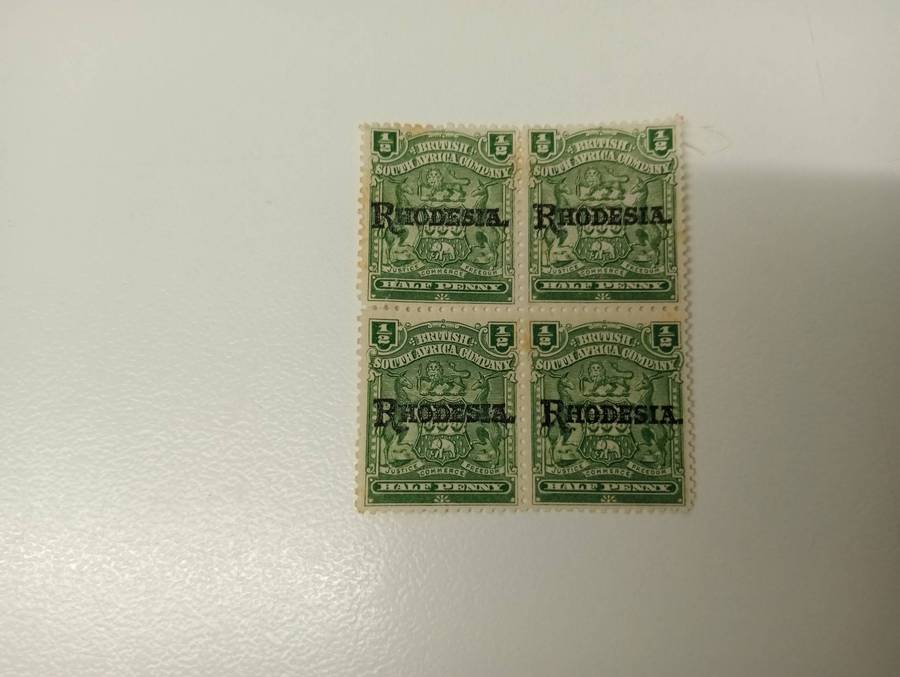 1/2 1/2
BRITISH
SOUTH AFRICA COMPANY
RHODESIA
JUSTICE COMMERCE FREEDOM
HALF PENNY
1/2 1/2
BRITISH
SOUTH AFRICA COMPANY
RHODESIA
JUSTICE COMMERCE FREEDOM
HALF PENNY
1/2 1/2
BRITISH
SOUTH AFRICA COMPANY
RHODESIA
JUSTICE COMMERCE FREEDOM
HALF PENNY
1/2 1/2
BRITISH
SOUTH AFRICA COMPANY
RHODESIA
JUSTICE COMMERCE FREEDOM
HALF PENNY